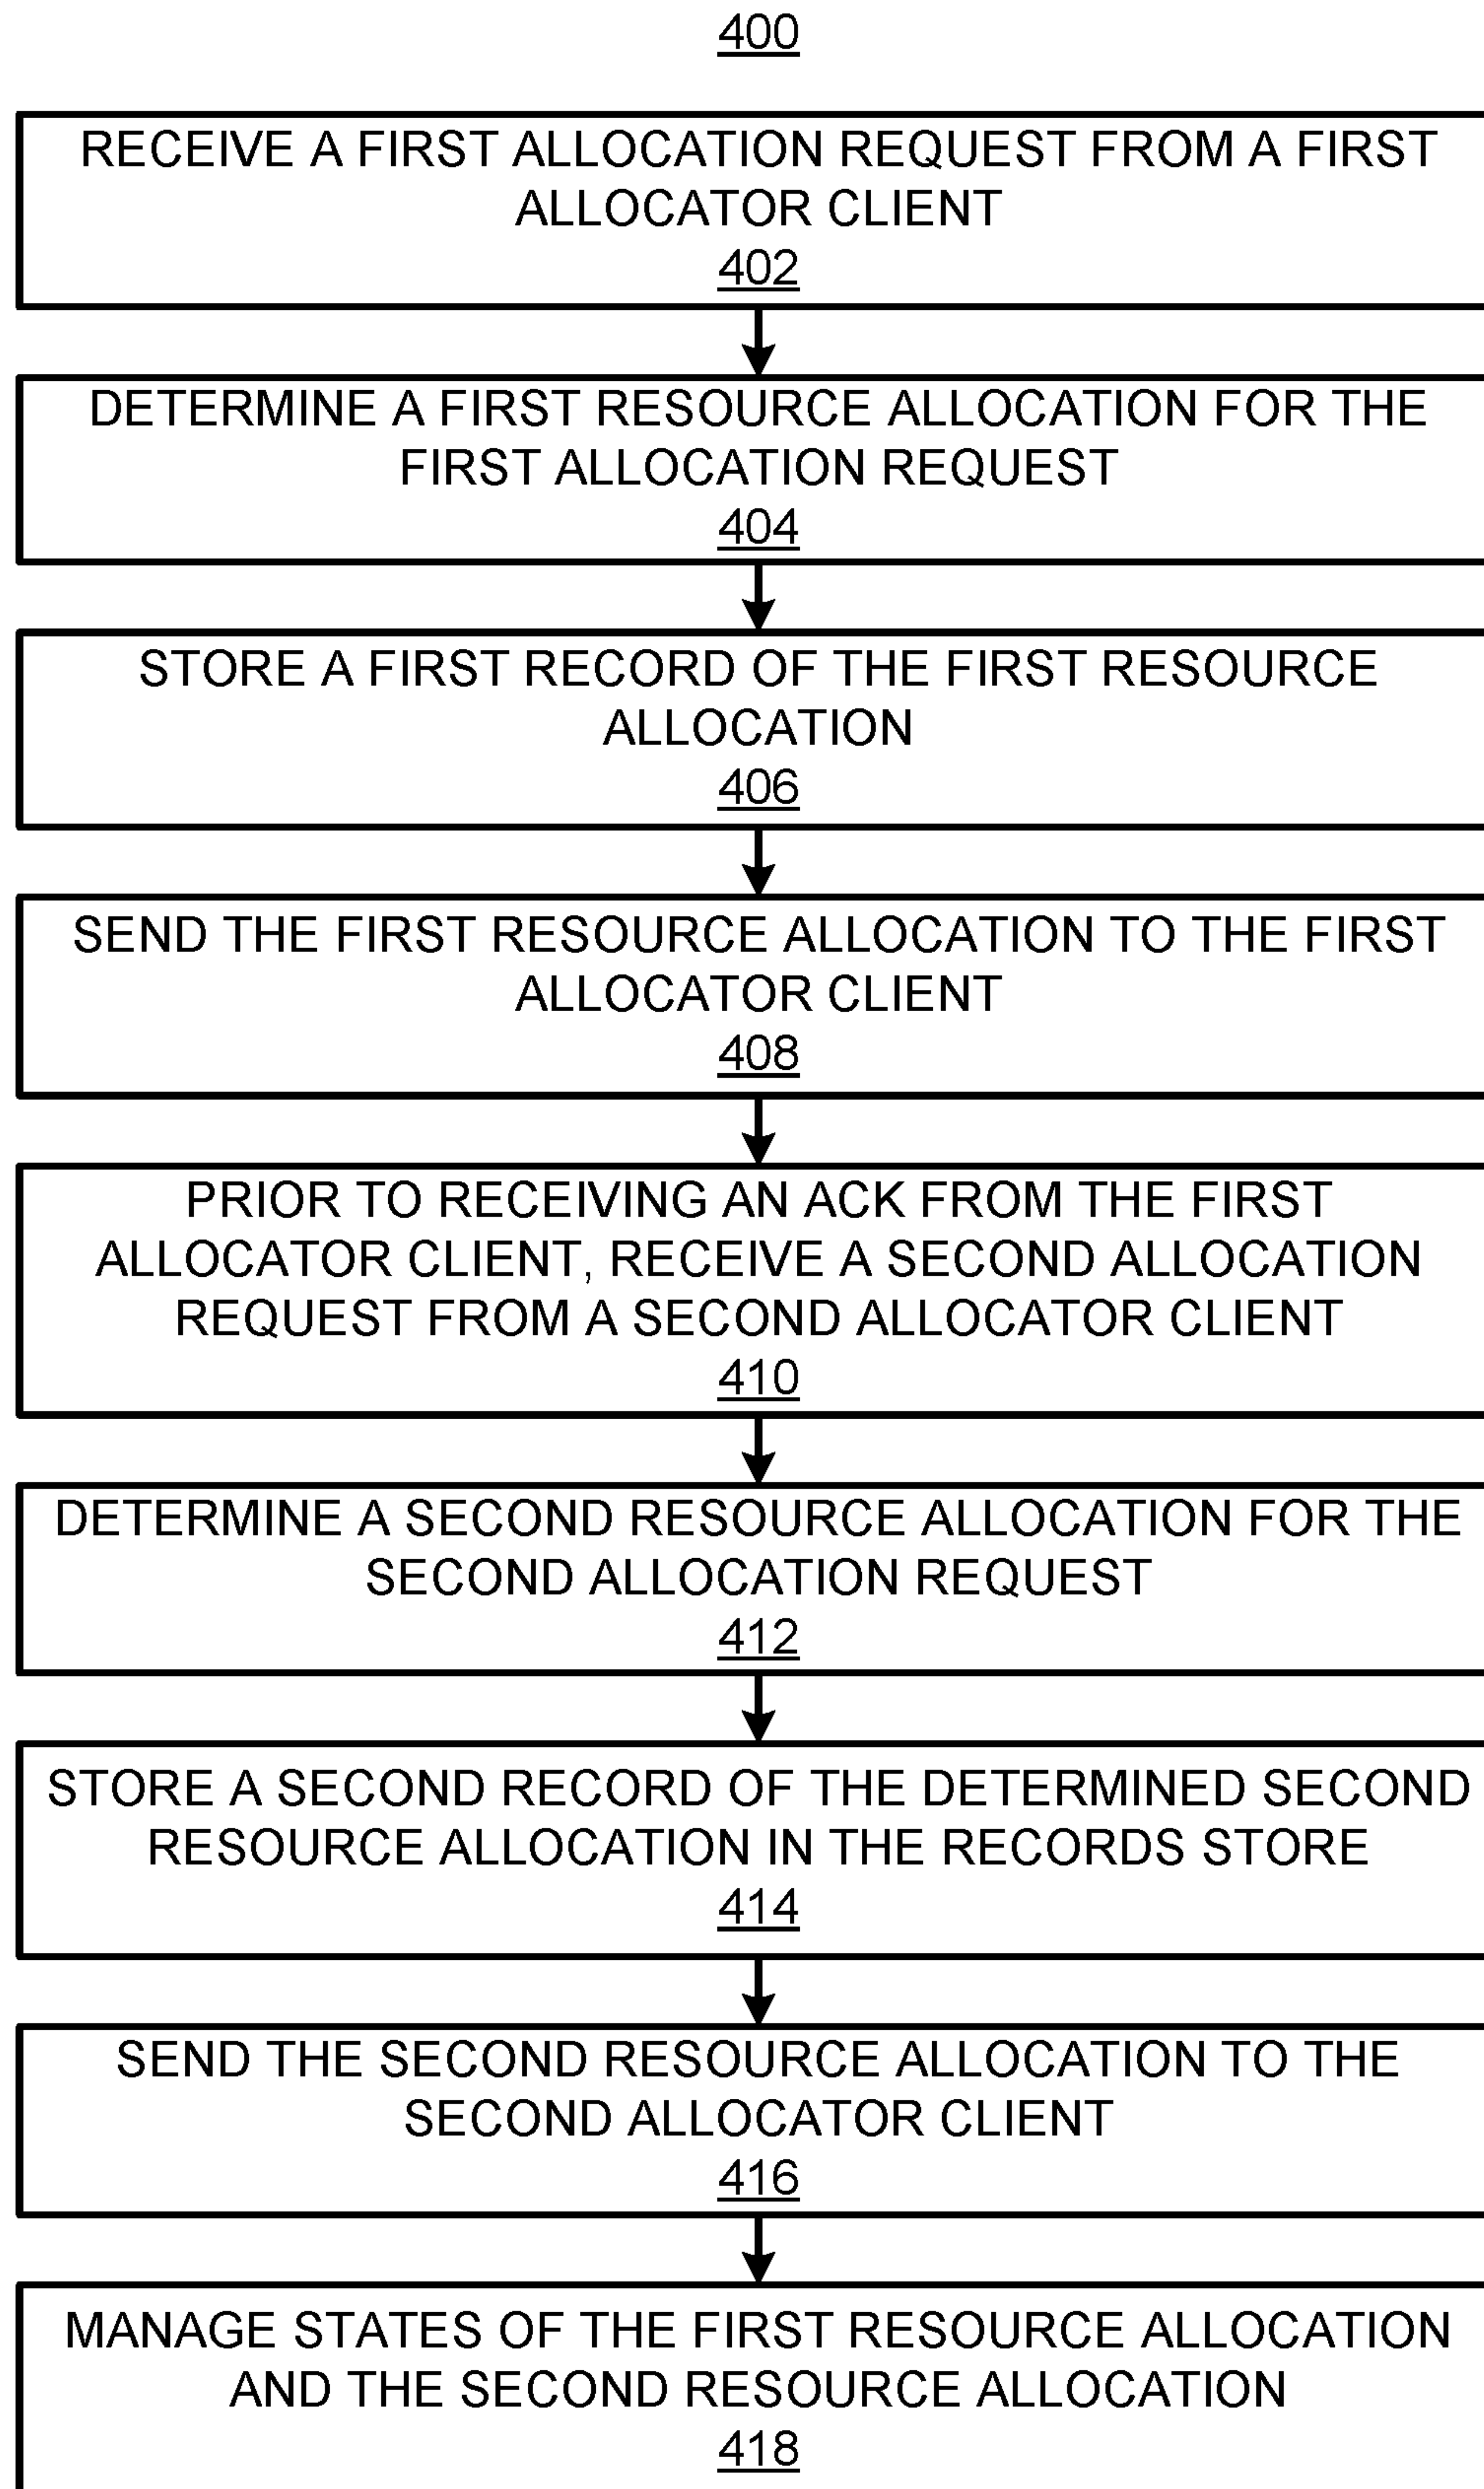 400
RECEIVE A FIRST ALLOCATION REQUEST FROM A FIRST
ALLOCATOR CLIENT
402
DETERMINE A FIRST RESOURCE ALLOCATION FOR THE
FIRST ALLOCATION REQUEST
404
STORE A FIRST RECORD OF THE FIRST RESOURCE
ALLOCATION
406
SEND THE FIRST RESOURCE ALLOCATION TO THE FIRST
ALLOCATOR CLIENT
408
PRIOR TO RECEIVING AN ACK FROM THE FIRST
ALLOCATOR CLIENT, RECEIVE A SECOND ALLOCATION
REQUEST FROM A SECOND ALLOCATOR CLIENT
410
DETERMINE A SECOND RESOURCE ALLOCATION FOR THE
SECOND ALLOCATION REQUEST
412
STORE A SECOND RECORD OF THE DETERMINED SECOND
RESOURCE ALLOCATION IN THE RECORDS STORE
414
SEND THE SECOND RESOURCE ALLOCATION TO THE
SECOND ALLOCATOR CLIENT
416
MANAGE STATES OF THE FIRST RESOURCE ALLOCATION
AND THE SECOND RESOURCE ALLOCATION
418